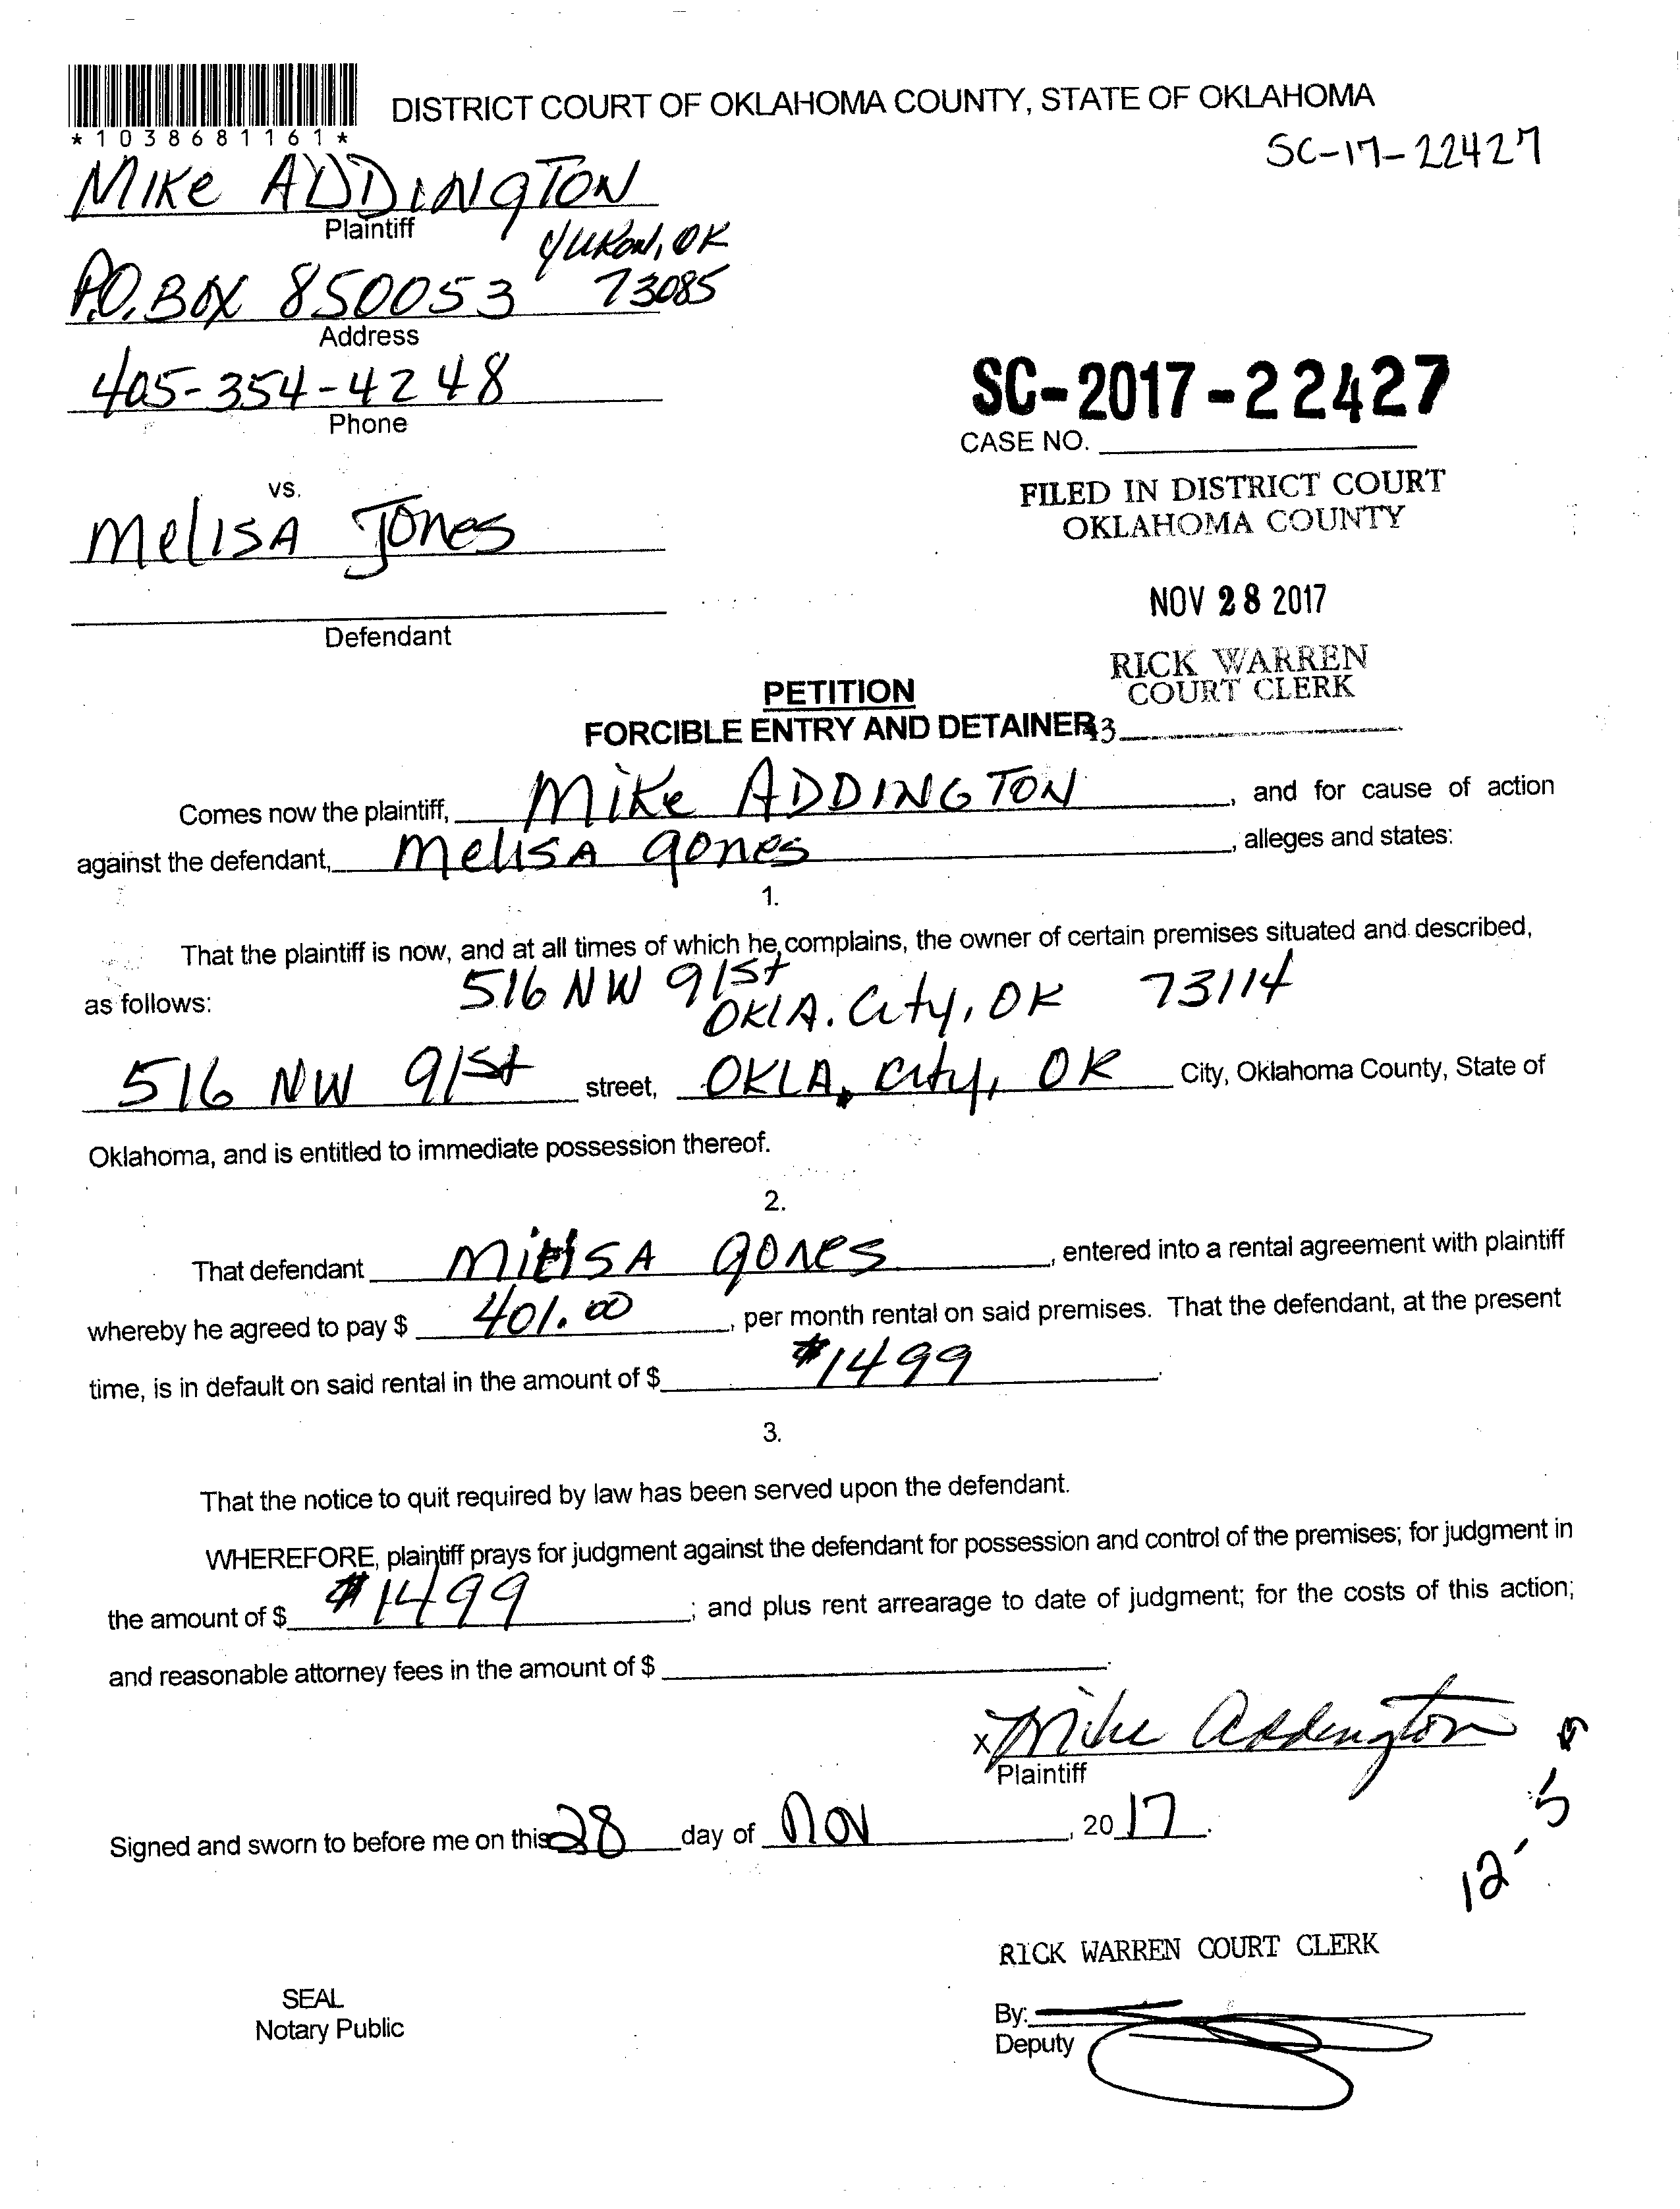 DISTRICT COURT OF OKLAHOMA COUNTY, STATE OF OKLAHOMA
*1038681161*
SC-17-22427
MIKe ADDINGTON
Plaintiff
Yukon, OK
P.O. BOX 850053 73085
Address
405-354-4248
Phone
SC-2017-22427
CASE NO.
vs.
MelISA Jones
FILED IN DISTRICT COURT
OKLAHOMA COUNTY
NOV 28 2017
Defendant
RICK WARREN
COURT CLERK
PETITION
FORCIBLE ENTRY AND DETAINER
Comes now the plaintiff, MIKe ADDINGTON, and for cause of action
against the defendant, MelISA Jones, alleges and states:
1.
That the plaintiff is now, and at all times of which he complains, the owner of certain premises situated and described,
as follows: 516 NW 91st
OKLA. City, OK 73114
516 NW 91st street, OKLA. City, OK City, Oklahoma County, State of
Oklahoma, and is entitled to immediate possession thereof.
2.
That defendant MelISA Jones, entered into a rental agreement with plaintiff
whereby he agreed to pay $ 401.00, per month rental on said premises. That the defendant, at the present
time, is in default on said rental in the amount of $ $1499.
3.
That the notice to quit required by law has been served upon the defendant.
WHEREFORE, plaintiff prays for judgment against the defendant for possession and control of the premises; for judgment in
the amount of $ $1499; and plus rent arrearage to date of judgment; for the costs of this action;
and reasonable attorney fees in the amount of $ .
X Mike Addington
Plaintiff
Signed and sworn to before me on this 28 day of NOV, 2017.
12-5
RICK WARREN COURT CLERK
SEAL
Notary Public
By:
Deputy